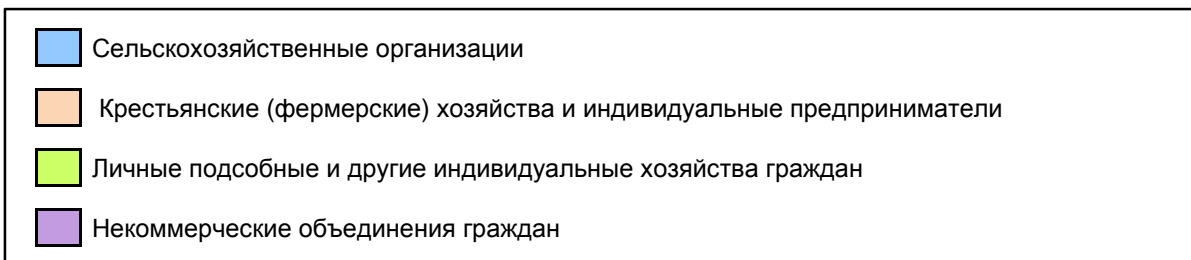 Сельскохозяйственные организации
Крестьянские (фермерские) хозяйства и индивидуальные предприниматели
Личные подсобные и другие индивидуальные хозяйства граждан
Некоммерческие объединения граждан